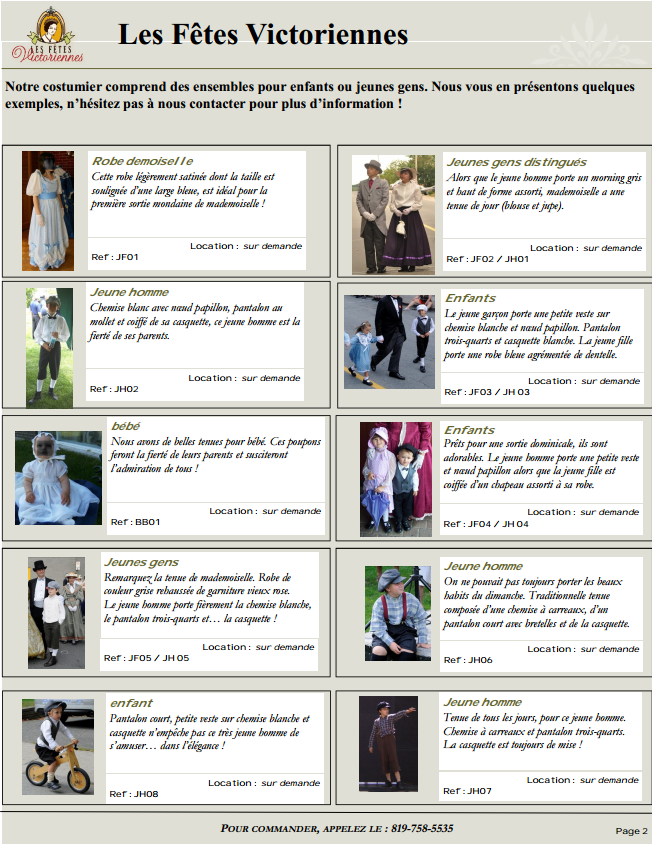 LES FÊTES
Victoriennes
Les Fêtes Victoriennes
Notre costumier comprend des ensembles pour enfants ou jeunes gens. Nous vous en présentons quelques
exemples, n’hésitez pas à nous contacter pour plus d’information !
Robe demoiselle
Cette robe légèrement satinée dont la taille est
soulignée d’une large bleue, est idéal pour la
première sortie mondaine de mademoiselle !
Location : sur demande
Ref : JF01
Jeunes gens distingués
Alors que le jeune homme porte un morning gris
et haut de forme assorti, mademoiselle a une
tenue de jour (blouse et jupe).
Location : sur demande
Ref : JF02 / JH01
Jeune homme
Chemise blanc avec nœud papillon, pantalon au
mollet et coiffé de sa casquette, ce jeune homme est la
fierté de ses parents.
Location : sur demande
Ref : JH02
Enfants
Le jeune garçon porte une petite veste sur
chemise blanche et nœud papillon. Pantalon
trois-quarts et casquette blanche. La jeune fille
porte une robe bleue agrémentée de dentelle.
Location : sur demande
Ref : JF03 / JH 03
bébé
Nous avons de belles tenues pour bébé. Ces poupons
feront la fierté de leurs parents et susciteront
l’admiration de tous !
Location : sur demande
Ref : BB01
Enfants
Prêts pour une sortie dominicale, ils sont
adorables. Le jeune homme porte une petite veste
et nœud papillon alors que la jeune fille est
coiffée d’un chapeau assorti à sa robe.
Location : sur demande
Ref : JF04 / JH 04
Jeunes gens
Remarquez la tenue de mademoiselle. Robe de
couleur grise rehaussée de garniture vieux rose.
Le jeune homme porte fièrement la chemise blanche,
le pantalon trois-quarts et… la casquette !
Location : sur demande
Ref : JF05 / JH 05
Jeune homme
On ne pouvait pas toujours porter les beaux
habits du dimanche. Traditionnelle tenue
composée d’une chemise à carreaux, d’un
pantalon court avec bretelles et de la casquette.
Location : sur demande
Ref : JH06
enfant
Pantalon court, petite veste sur chemise blanche et
casquette n’empêche pas ce très jeune homme de
s’amuser… dans l’élégance !
Location : sur demande
Ref : JH08
Jeune homme
Tenue de tous les jours, pour ce jeune homme.
Chemise à carreaux et pantalon trois-quarts.
La casquette est toujours de mise !
Location : sur demande
Ref : JH07
POUR COMMANDER, APPELEZ LE : 819-758-5535
Page 2